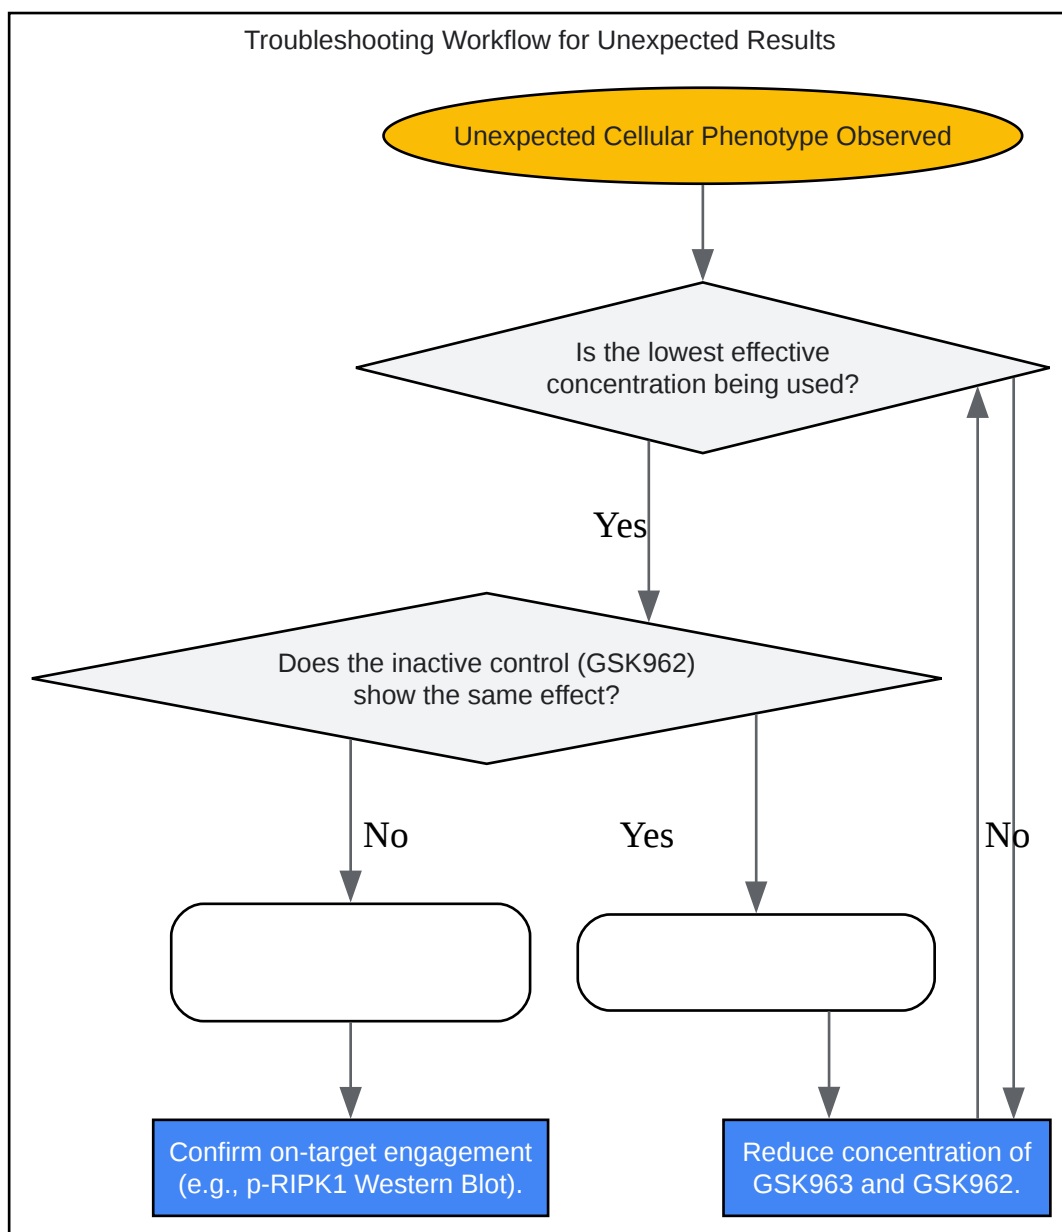 Troubleshooting Workflow for Unexpected Results
Unexpected Cellular Phenotype Observed
Is the lowest effective
concentration being used?
Yes
Does the inactive control (GSK962)
show the same effect?
No
Yes
No
Confirm on-target engagement
(e.g., p-RIPK1 Western Blot).
Reduce concentration of
GSK963 and GSK962.